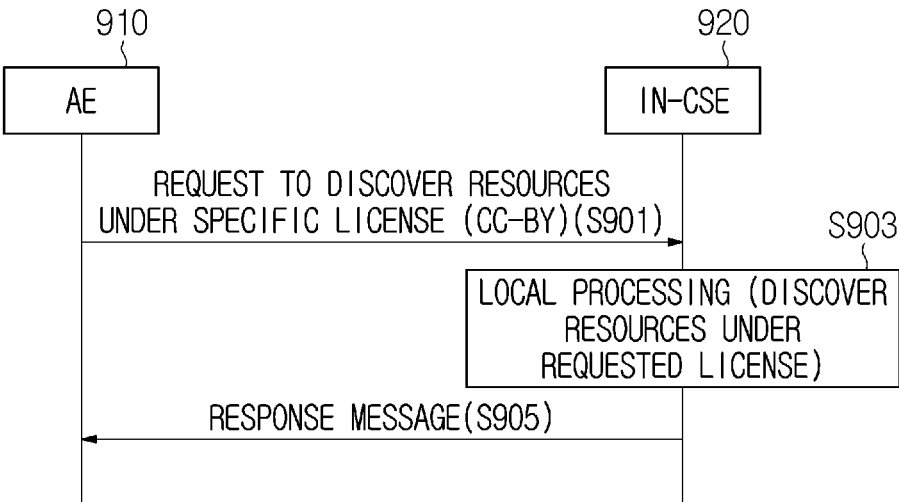 910
920
AE
IN-CSE
REQUEST TO DISCOVER RESOURCES
UNDER SPECIFIC LICENSE (CC-BY)(S901)
S903
LOCAL PROCESSING (DISCOVER
RESOURCES UNDER
REQUESTED LICENSE)
RESPONSE MESSAGE(S905)